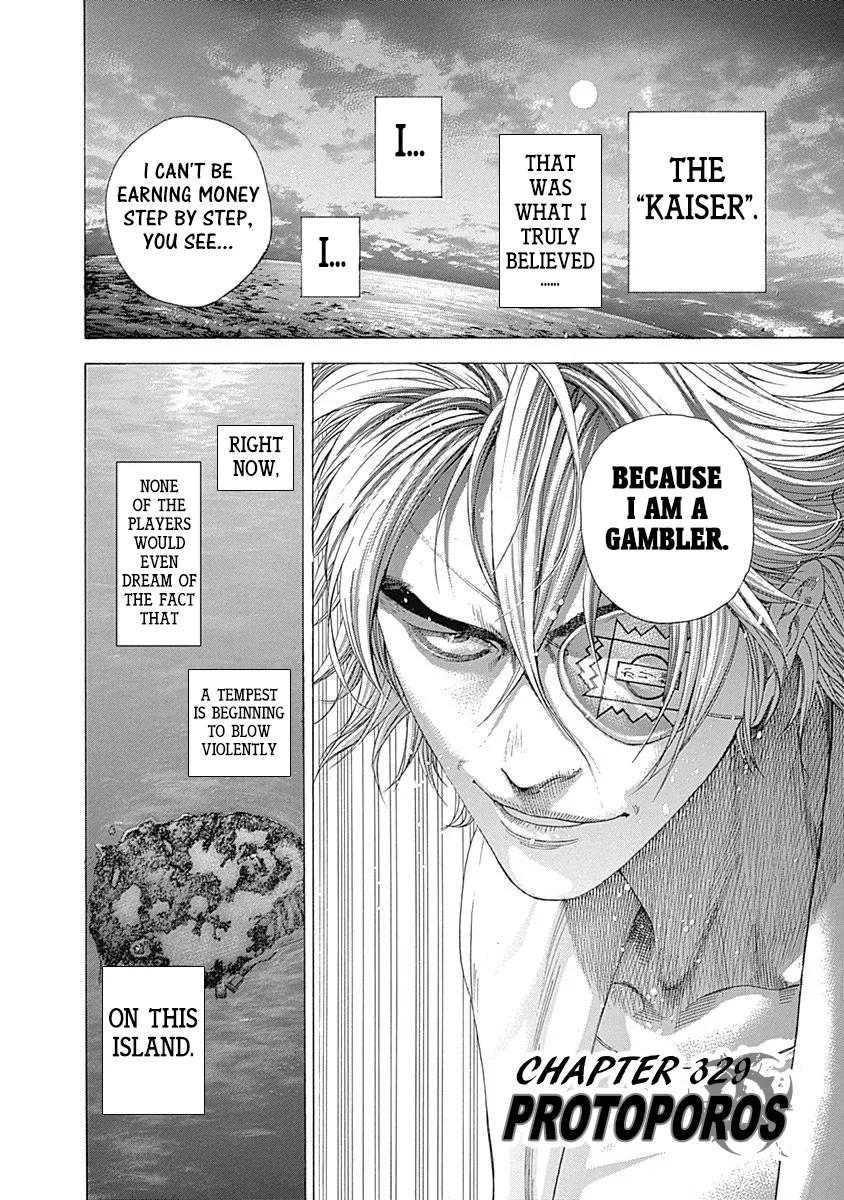 THE
"KAISER".
THAT
WAS
WHAT I
TRULY
BELIEVED
......
I...
I...
I CAN'T BE
EARNING MONEY
STEP BY STEP,
YOU SEE...
BECAUSE
I AM A
GAMBLER.
RIGHT
NOW,
NONE
OF THE
PLAYERS
WOULD
EVEN
DREAM OF
THE FACT
THAT
A TEMPEST
IS BEGINNING
TO BLOW
VIOLENTLY
ON THIS
ISLAND.
CHAPTER 329
PROTOPOROS